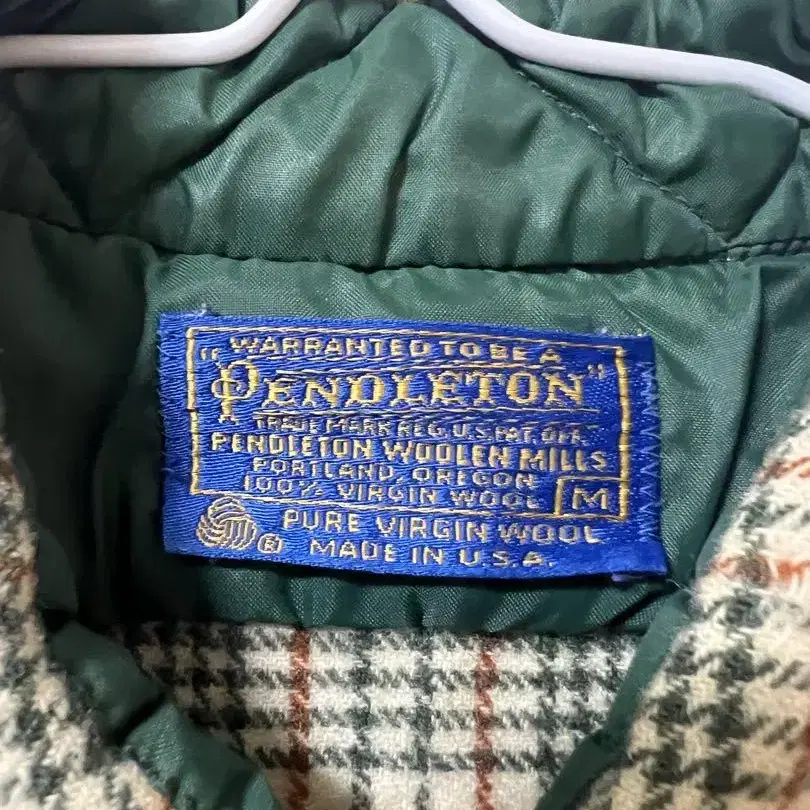 "WARRANTED TO BE A
PENDLETON"
TRADE MARK REG. U.S. PAT. OFF.
PENDLETON WOOLEN MILLS
PORTLAND, OREGON
100% VIRGIN WOOL M
PURE VIRGIN WOOL
® MADE IN U.S.A.